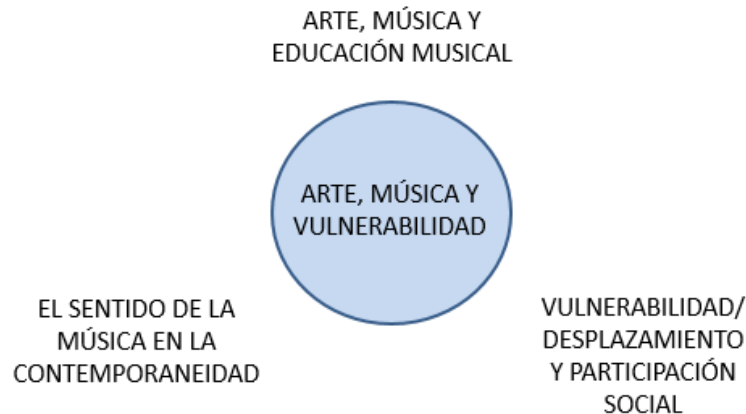 ARTE, MÚSICA Y
EDUCACIÓN MUSICAL
ARTE, MÚSICA Y
VULNERABILIDAD
EL SENTIDO DE LA
MÚSICA EN LA
CONTEMPORANEIDAD
VULNERABILIDAD/
DESPLAZAMIENTO
Y PARTICIPACIÓN
SOCIAL